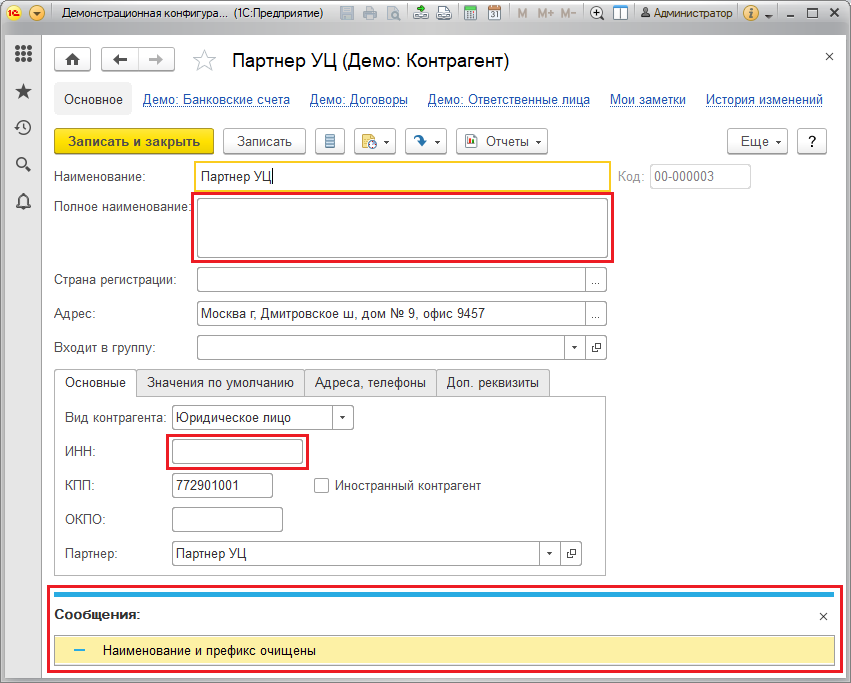 1С Демонстрационная конфигура... (1С:Предприятие) 31 M M+ M- Администратор i
Партнер УЦ (Демо: Контрагент)
Основное Демо: Банковские счета Демо: Договоры Демо: Ответственные лица Мои заметки История изменений
Записать и закрыть Записать Отчеты Еще ?
Наименование: Партнер УЦ Код: 00-000003
Полное наименование:
Страна регистрации: ...
Адрес: Москва г, Дмитровское ш, дом № 9, офис 9457 ...
Входит в группу:
Основные Значения по умолчанию Адреса, телефоны Доп. реквизиты
Вид контрагента: Юридическое лицо
ИНН:
КПП: 772901001 Иностранный контрагент
ОКПО:
Партнер: Партнер УЦ
Сообщения:
Наименование и префикс очищены